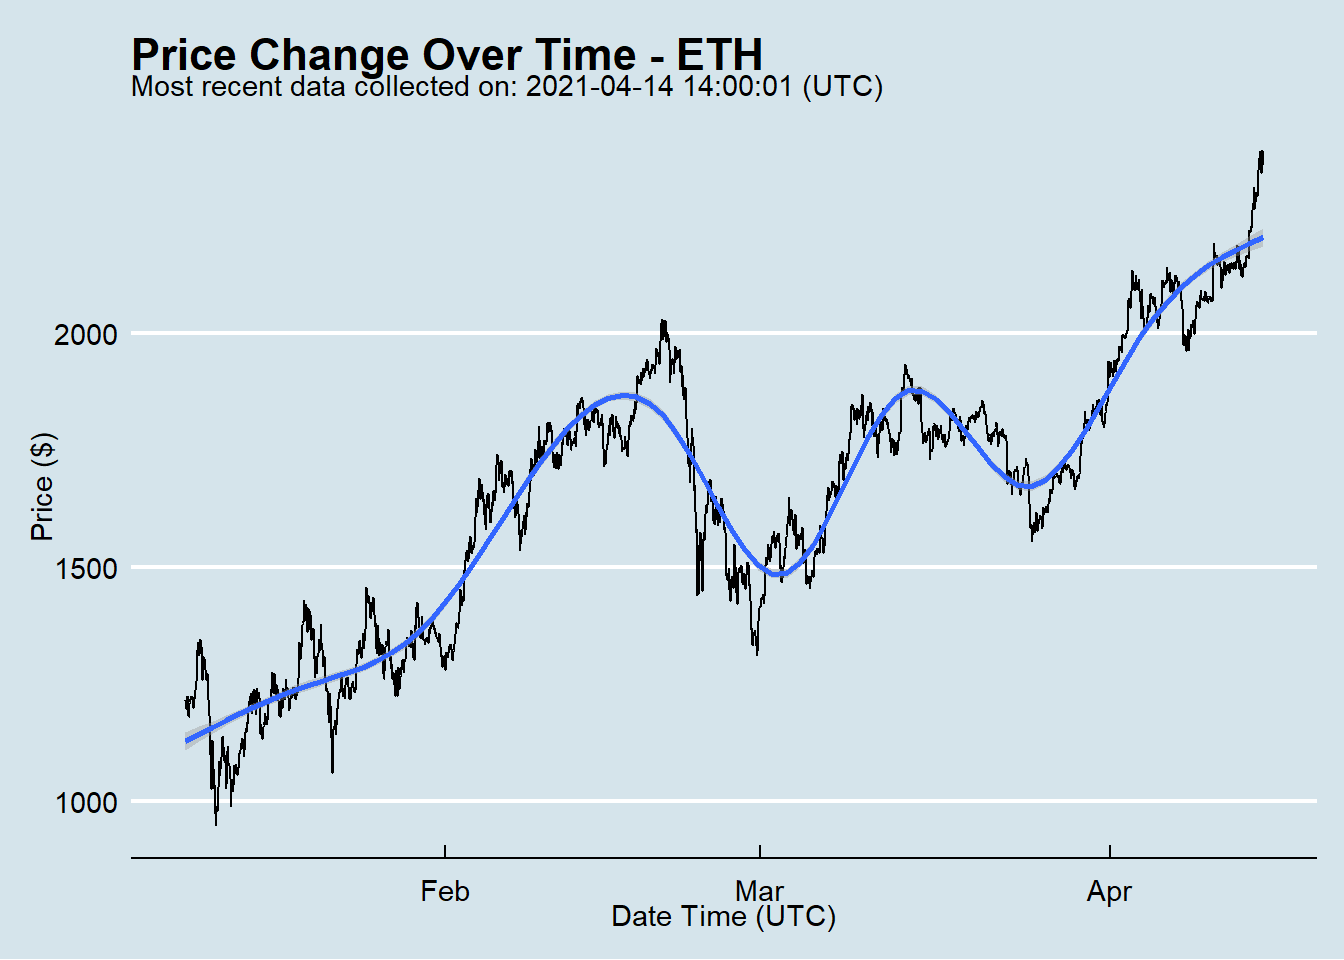 Price Change Over Time - ETH
Most recent data collected on: 2021-04-14 14:00:01 (UTC)
Price ($)
2000
1500
1000
Feb Mar Apr
Date Time (UTC)